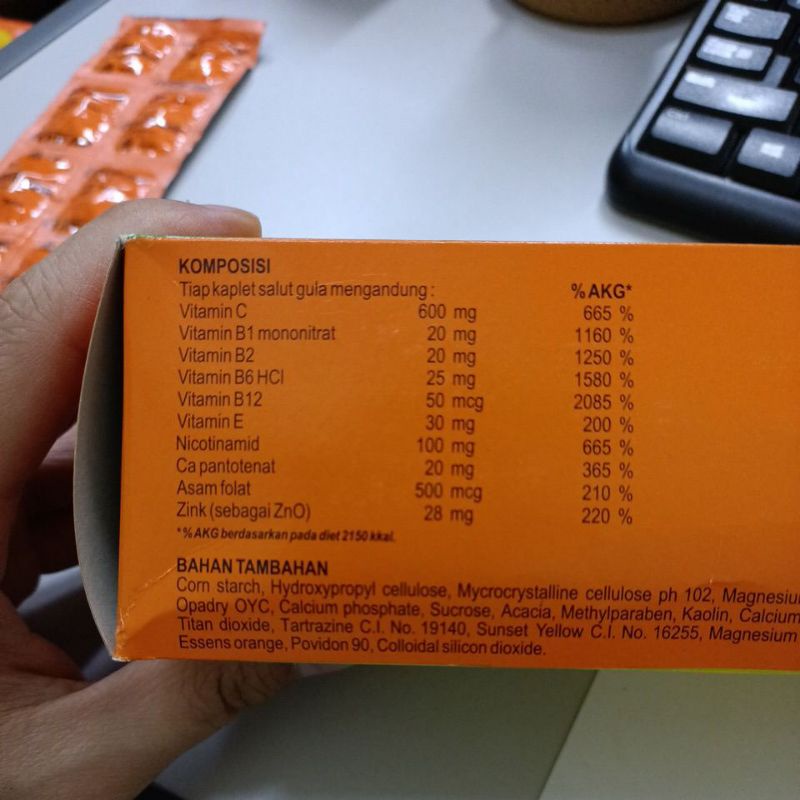 KOMPOSISI
Tiap kaplet salut gula mengandung : %AKG*
Vitamin C 600 mg 665 %
Vitamin B1 mononitrat 20 mg 1160 %
Vitamin B2 20 mg 1250 %
Vitamin B6 HCl 25 mg 1580 %
Vitamin B12 50 mcg 2085 %
Vitamin E 30 mg 200 %
Nicotinamid 100 mg 665 %
Ca pantotenat 20 mg 365 %
Asam folat 500 mcg 210 %
Zink (sebagai ZnO) 28 mg 220 %
*%AKG berdasarkan pada diet 2150 kkal.
BAHAN TAMBAHAN
Corn starch, Hydroxypropyl cellulose, Mycrocrystalline cellulose ph 102, Magnesiu
Opadry OYC, Calcium phosphate, Sucrose, Acacia, Methylparaben, Kaolin, Calcium
Titan dioxide, Tartrazine C.I. No. 19140, Sunset Yellow C.I. No. 16255, Magnesium
Essens orange, Povidon 90, Colloidal silicon dioxide.